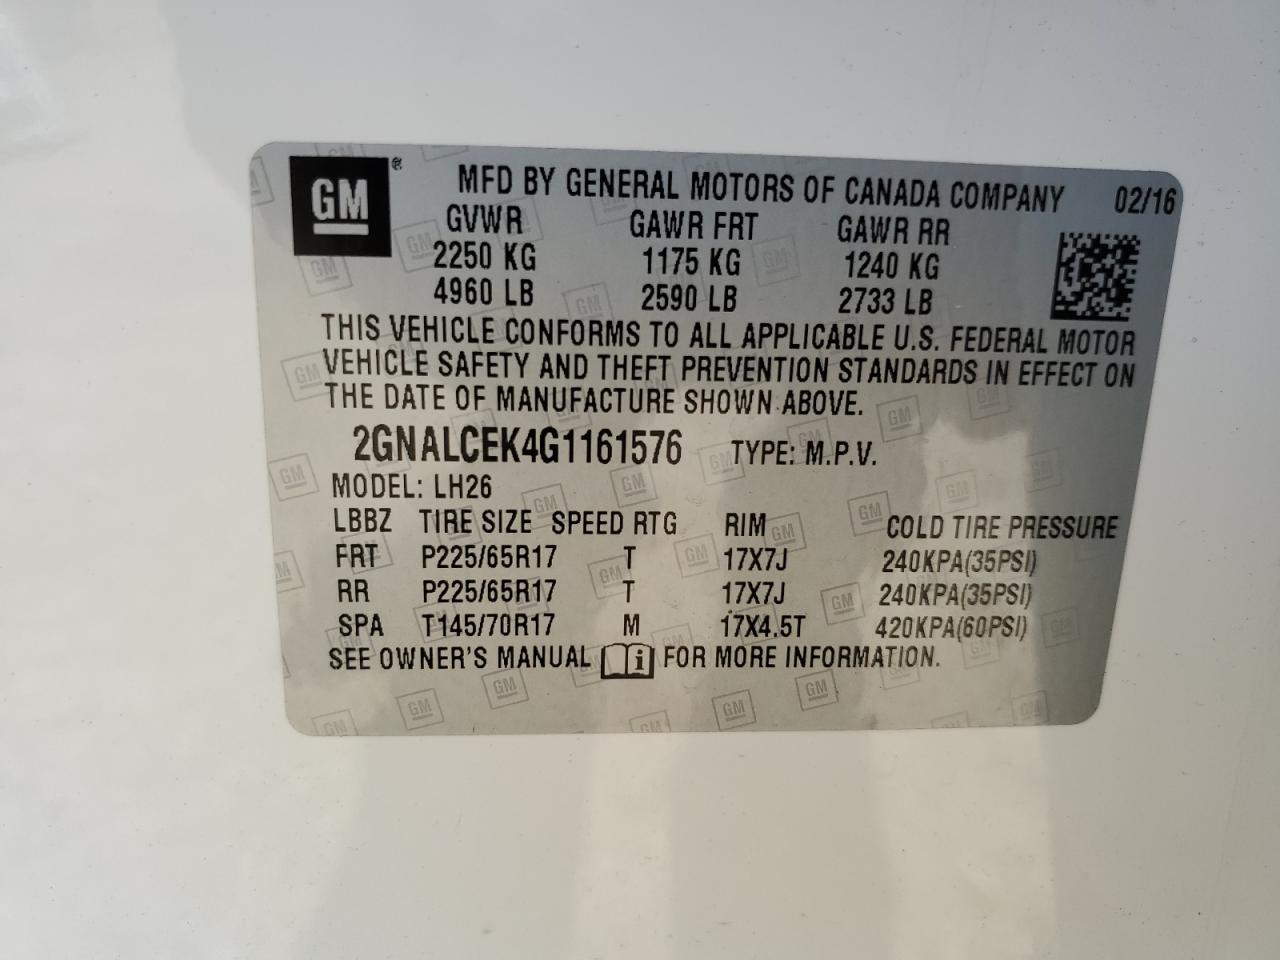 GM ® MFD BY GENERAL MOTORS OF CANADA COMPANY 02/16
GVWR GAWR FRT GAWR RR
2250 KG 1175 KG 1240 KG
4960 LB 2590 LB 2733 LB
THIS VEHICLE CONFORMS TO ALL APPLICABLE U.S. FEDERAL MOTOR
VEHICLE SAFETY AND THEFT PREVENTION STANDARDS IN EFFECT ON
THE DATE OF MANUFACTURE SHOWN ABOVE.
2GNALCEK4G1161576 TYPE: M.P.V.
MODEL: LH26
LBBZ TIRE SIZE SPEED RTG RIM COLD TIRE PRESSURE
FRT P225/65R17 T 17X7J 240KPA(35PSI)
RR P225/65R17 T 17X7J 240KPA(35PSI)
SPA T145/70R17 M 17X4.5T 420KPA(60PSI)
SEE OWNER'S MANUAL i FOR MORE INFORMATION.